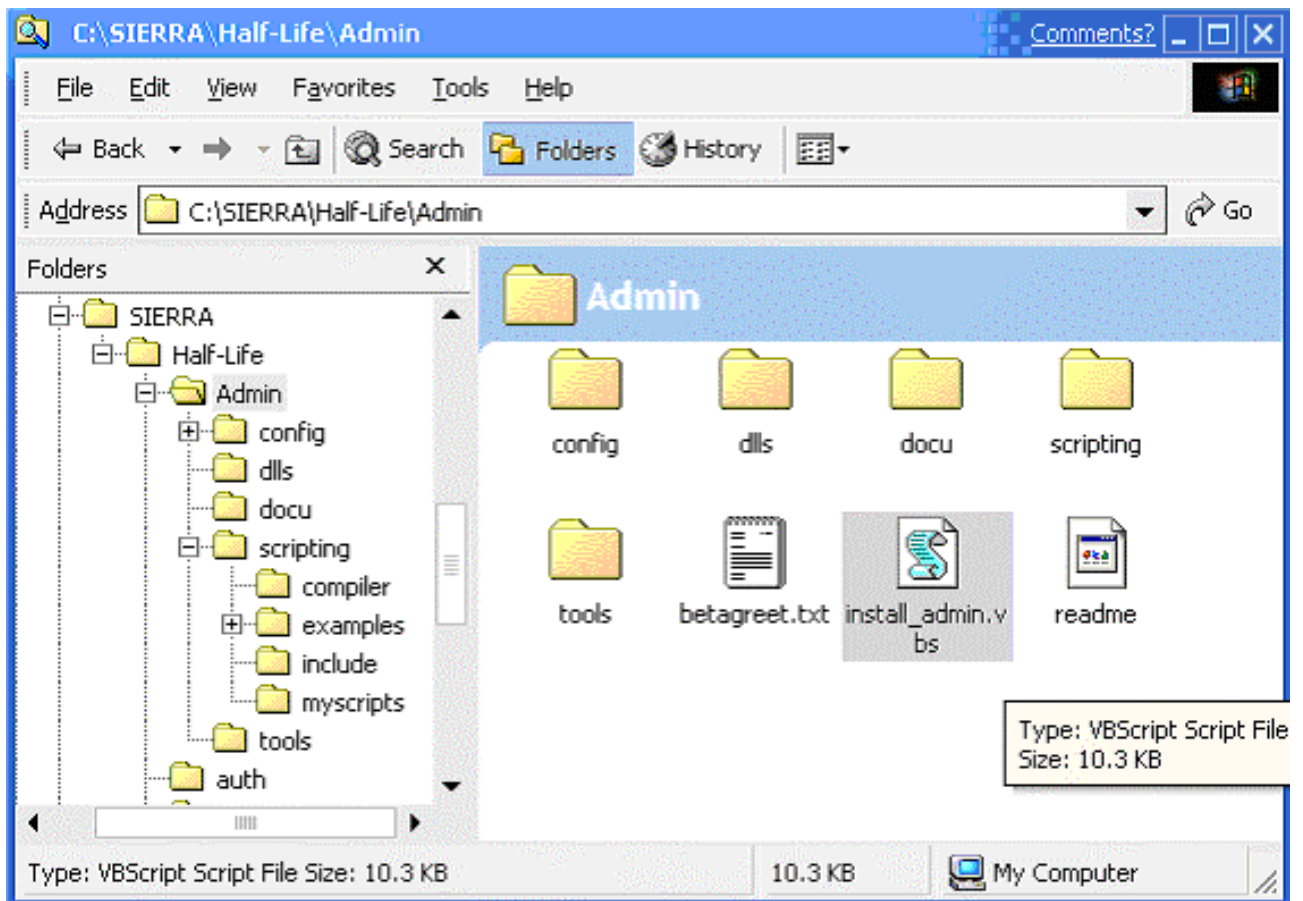 C:\SIERRA\Half-Life\Admin Comments?
File Edit View Favorites Tools Help
Back Search Folders History
Address C:\SIERRA\Half-Life\Admin Go
Folders
SIERRA
Half-Life
Admin
config
dlls
docu
scripting
compiler
examples
include
myscripts
tools
auth
Admin
config dlls docu scripting
tools betagreet.txt install_admin.v
bs
readme
Type: VBScript Script File
Size: 10.3 KB
Type: VBScript Script File Size: 10.3 KB 10.3 KB My Computer